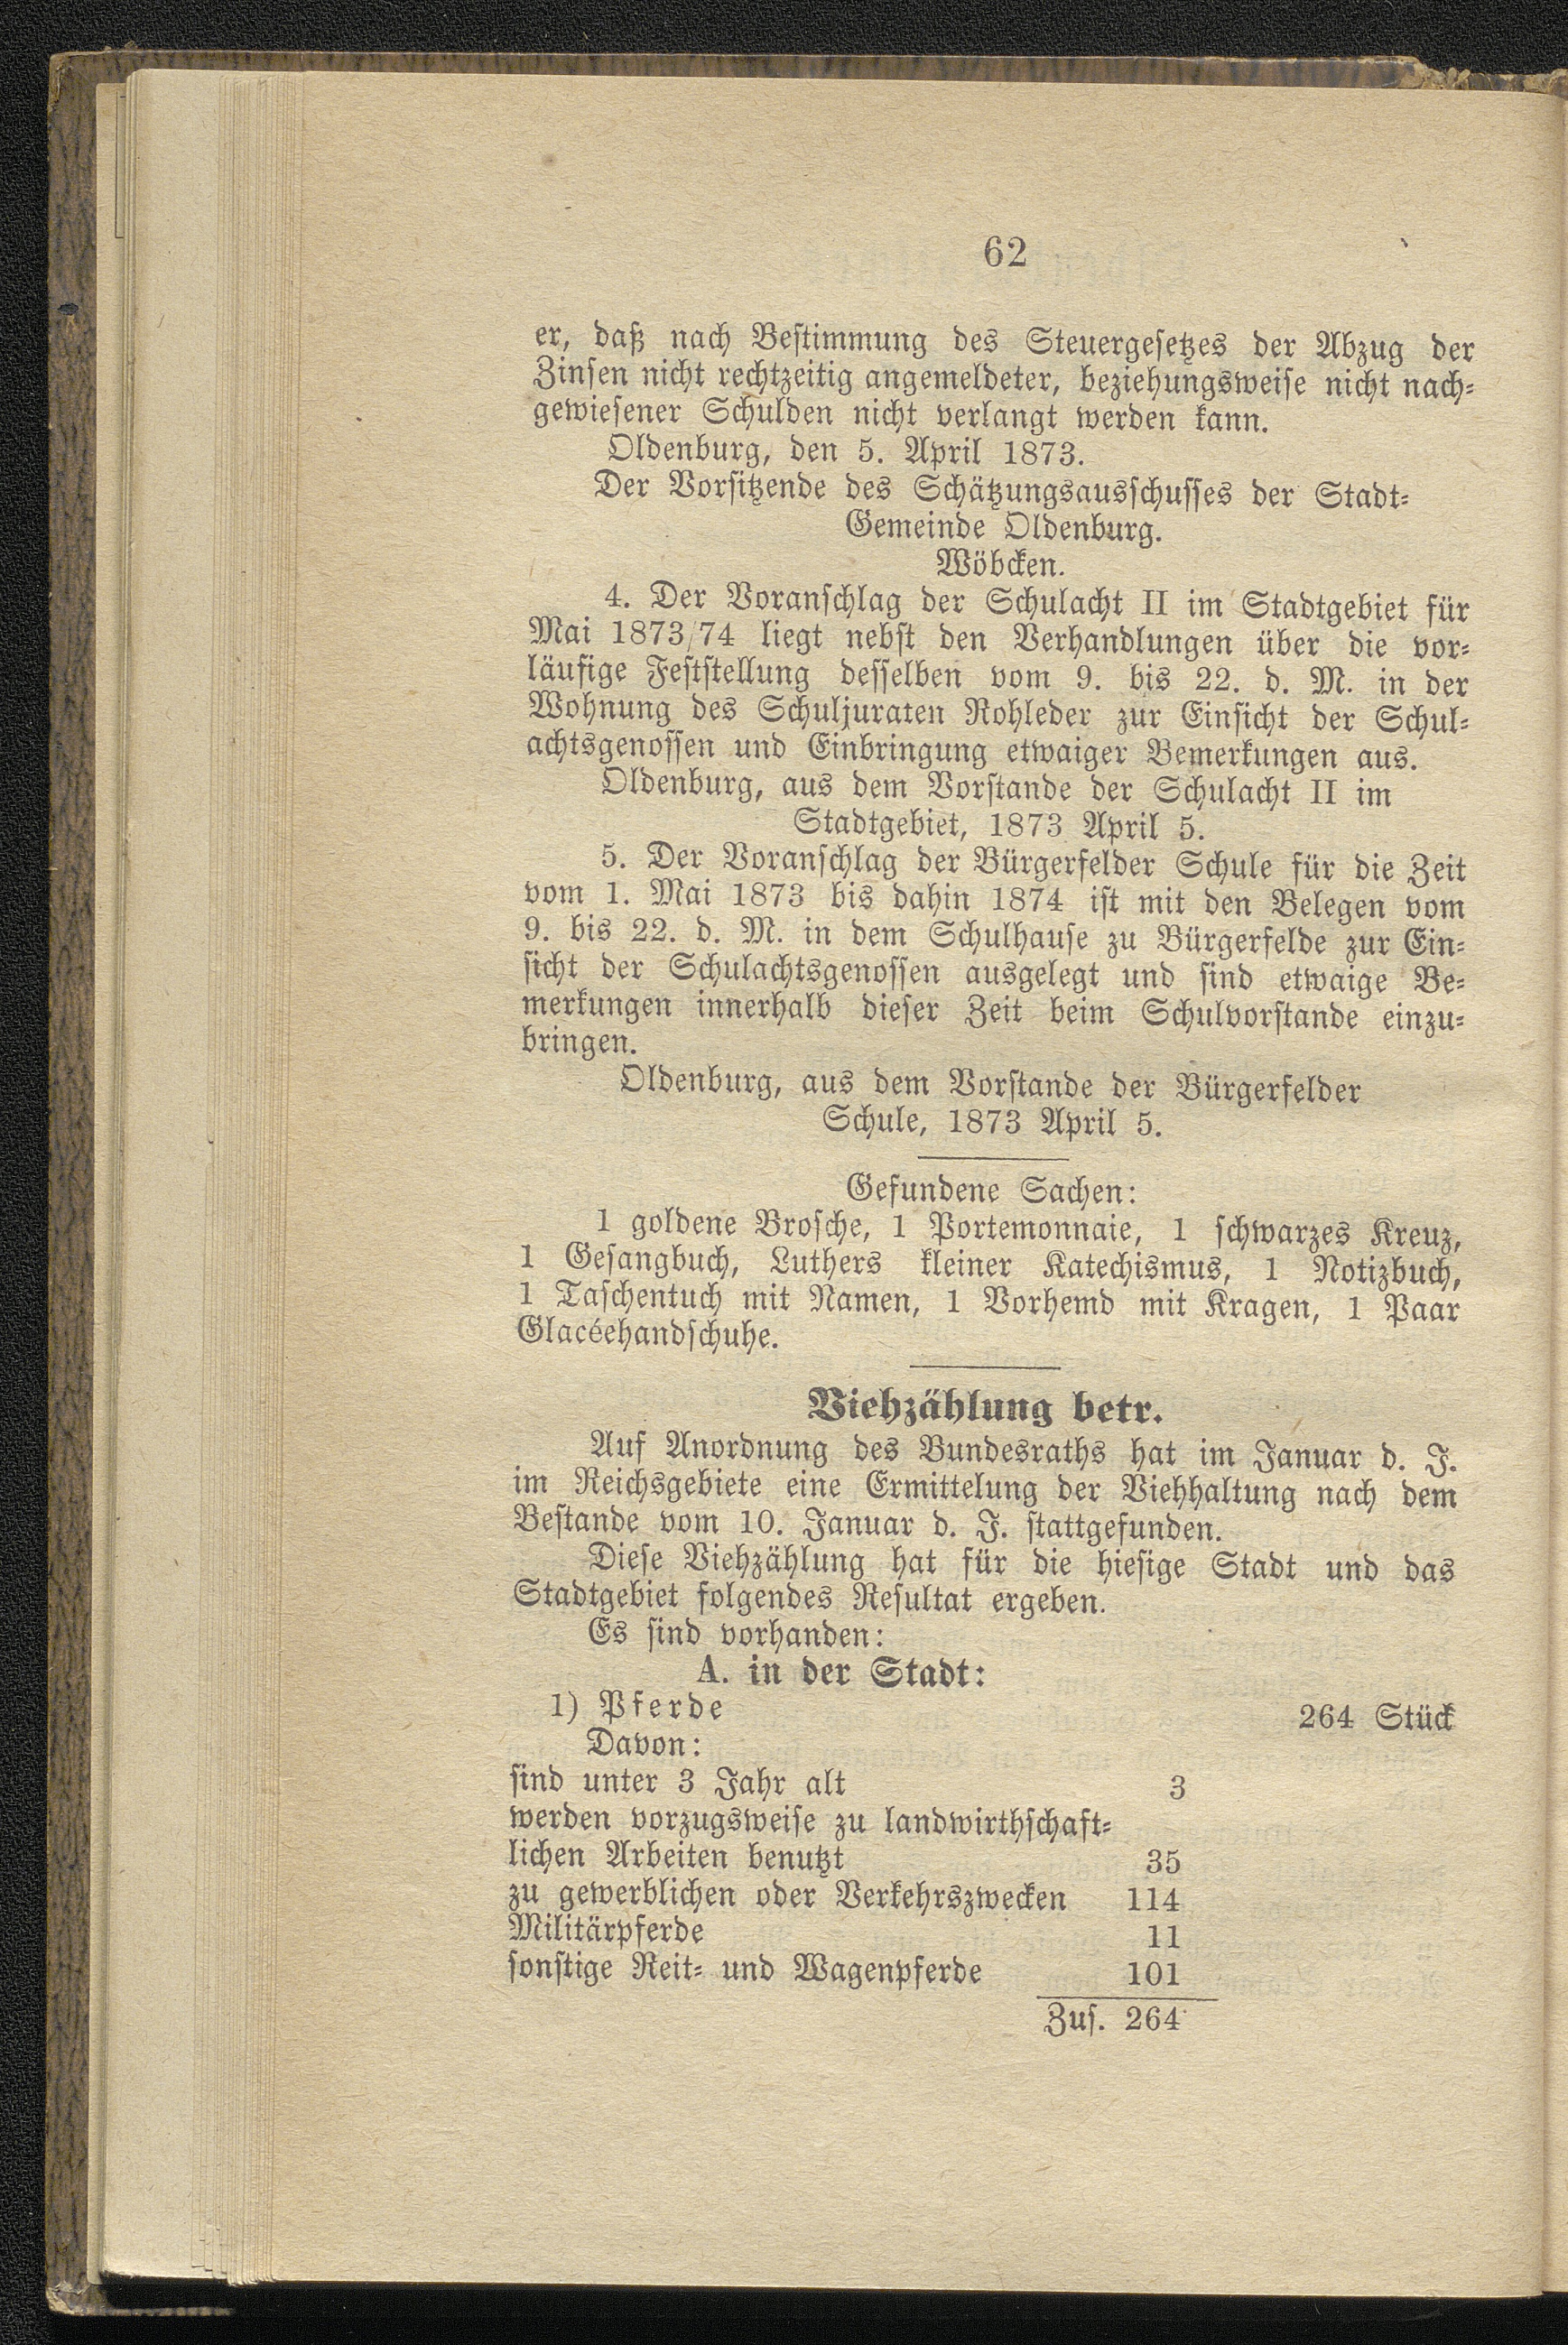 62
er, daß nach Bestimmung des Steuergesetzes der Abzug der
Zinsen nicht rechtzeitig angemeldeter, beziehungsweise nicht nach-
gewiesener Schulden nicht verlangt werden kann.
Oldenburg, den 5. April 1873.
Der Vorsitzende des Schätzungsausschusses der Stadt-
Gemeinde Oldenburg.
Wöbcken.
4. Der Voranschlag der Schulacht II im Stadtgebiet für
Mai 1873/74 liegt nebst den Verhandlungen über die vor-
läufige Feststellung desselben vom 9. bis 22. d. M. in der
Wohnung des Schuljuraten Rohleder zur Einsicht der Schul-
achtsgenossen und Einbringung etwaiger Bemerkungen aus.
Oldenburg, aus dem Vorstande der Schulacht II im
Stadtgebiet, 1873 April 5.
5. Der Voranschlag der Bürgerfelder Schule für die Zeit
vom 1. Mai 1873 bis dahin 1874 ist mit den Belegen vom
9. bis 22. d. M. in dem Schulhause zu Bürgerfelde zur Ein-
sicht der Schulachtsgenossen ausgelegt und sind etwaige Be-
merkungen innerhalb dieser Zeit beim Schulvorstande einzu-
bringen.
Oldenburg, aus dem Vorstande der Bürgerfelder
Schule, 1873 April 5.
Gefundene Sachen:
1 goldene Brosche, 1 Portemonnaie, 1 schwarzes Kreuz,
1 Gesangbuch, Luthers kleiner Katechismus, 1 Notizbuch,
1 Taschentuch mit Namen, 1 Vorhemd mit Kragen, 1 Paar
Glacéehandschuhe.
Viehzählung betr.
Auf Anordnung des Bundesraths hat im Januar d. J.
im Reichsgebiete eine Ermittelung der Viehhaltung nach dem
Bestande vom 10. Januar d. J. stattgefunden.
Diese Viehzählung hat für die hiesige Stadt und das
Stadtgebiet folgendes Resultat ergeben.
Es sind vorhanden:
A. in der Stadt:
1) Pferde 264 Stück
Davon:
sind unter 3 Jahr alt 3
werden vorzugsweise zu landwirthschaft-
lichen Arbeiten benutzt 35
zu gewerblichen oder Verkehrszwecken 114
Militärpferde 11
sonstige Reit- und Wagenpferde 101
Zus. 264